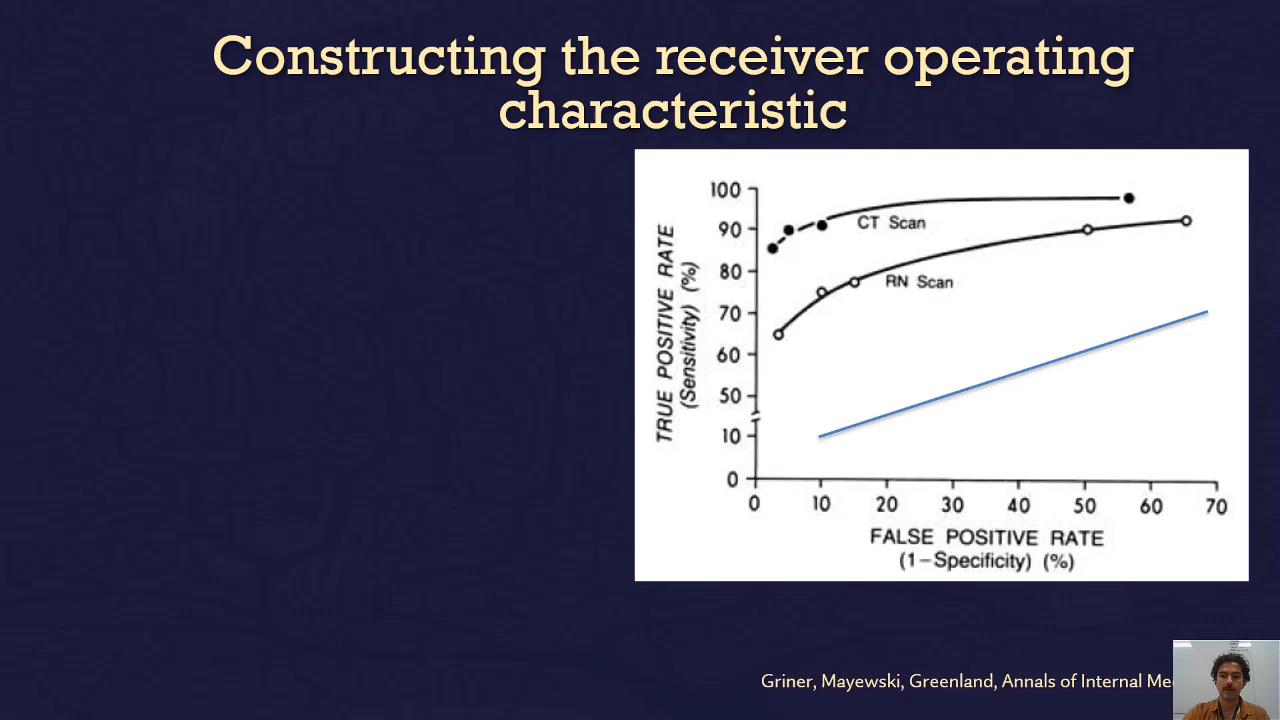 Constructing the receiver operating
characteristic
TRUE POSITIVE RATE
(Sensitivity) (%)
100
90
80
70
60
50
10
0
CT Scan
RN Scan
0 10 20 30 40 50 60 70
FALSE POSITIVE RATE
(1–Specificity) (%)
Griner, Mayewski, Greenland, Annals of Internal